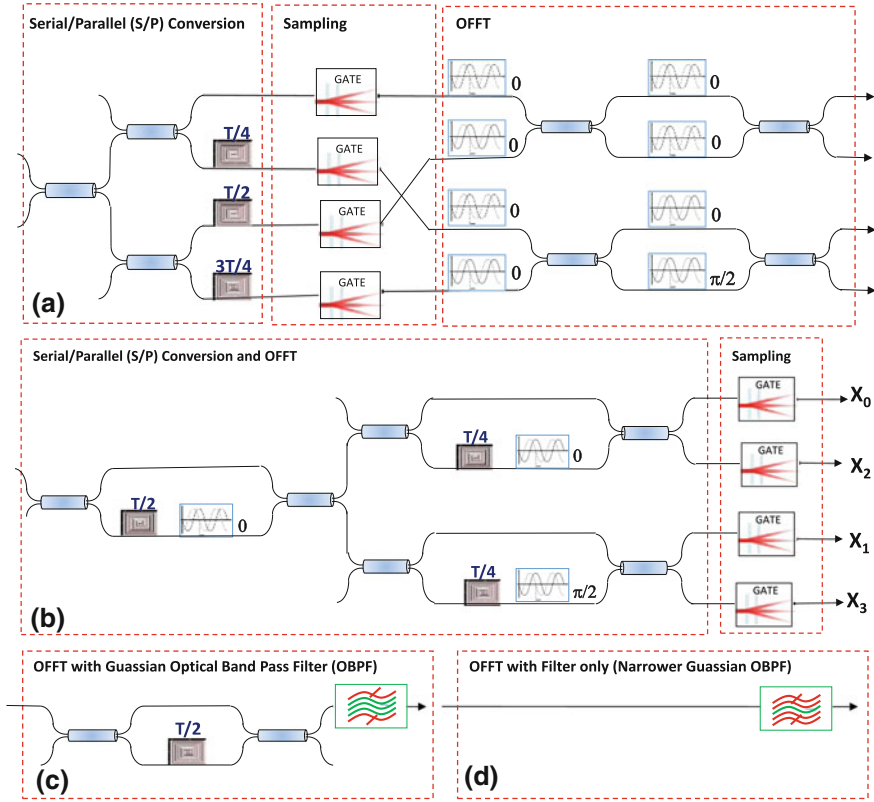 Serial/Parallel (S/P) Conversion
Sampling
OFFT
GATE
0
0
T/4
GATE
0
0
T/2
GATE
0
0
3T/4
GATE
0
π/2
(a)
Serial/Parallel (S/P) Conversion and OFFT
Sampling
GATE
X0
T/4
0
GATE
X2
T/2
0
GATE
X1
T/4
π/2
GATE
X3
(b)
OFFT with Guassian Optical Band Pass Filter (OBPF)
OFFT with Filter only (Narrower Guassian OBPF)
T/2
(c)
(d)